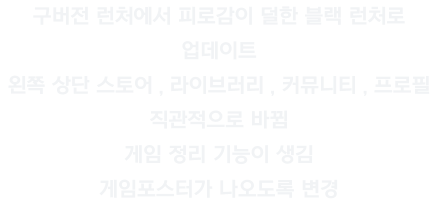 구버젼 런처에서 피로감이 덜한 블랙 런처로
업데이트
왼쪽 상단 스토어 , 라이브러리 , 커뮤니티 , 프로필
직관적으로 바뀜
게임 정리 기능이 생김
게임포스터가 나오도록 변경